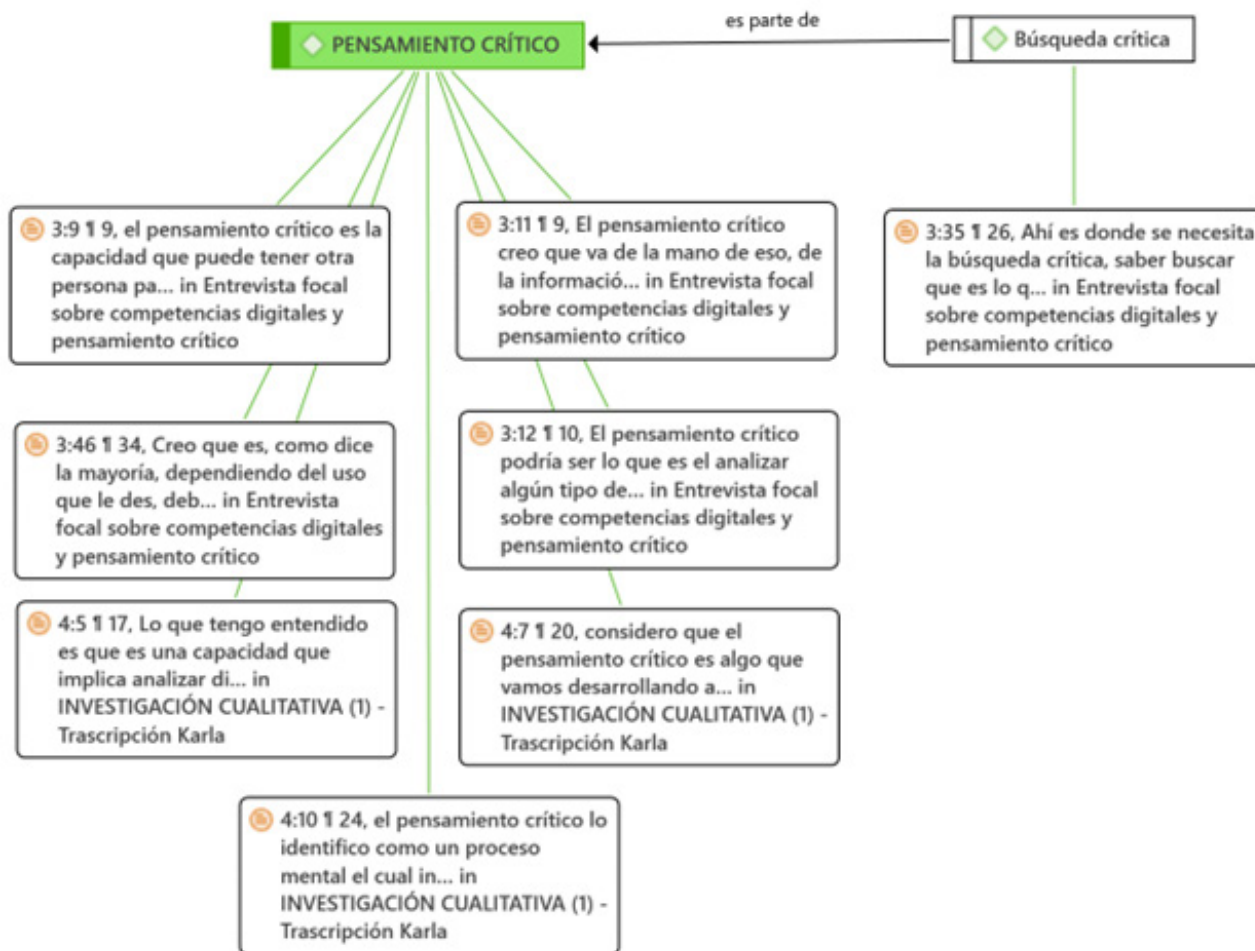 es parte de
PENSAMIENTO CRÍTICO
Búsqueda crítica
3:9 ¶ 9, el pensamiento crítico es la
capacidad que puede tener otra
persona pa... in Entrevista focal
sobre competencias digitales y
pensamiento crítico
3:11 ¶ 9, El pensamiento crítico
creo que va de la mano de eso, de
la informació... in Entrevista focal
sobre competencias digitales y
pensamiento crítico
3:35 ¶ 26, Ahí es donde se necesita
la búsqueda crítica, saber buscar
que es lo q... in Entrevista focal
sobre competencias digitales y
pensamiento crítico
3:46 ¶ 34, Creo que es, como dice
la mayoría, dependiendo del uso
que le des, deb... in Entrevista
focal sobre competencias digitales
y pensamiento crítico
3:12 ¶ 10, El pensamiento crítico
podría ser lo que es el analizar
algún tipo de... in Entrevista focal
sobre competencias digitales y
pensamiento crítico
4:5 ¶ 17, Lo que tengo entendido
es que es una capacidad que
implica analizar di... in
INVESTIGACIÓN CUALITATIVA (1) -
Trascripción Karla
4:7 ¶ 20, considero que el
pensamiento crítico es algo que
vamos desarrollando a... in
INVESTIGACIÓN CUALITATIVA (1) -
Trascripción Karla
4:10 ¶ 24, el pensamiento crítico lo
identifico como un proceso
mental el cual in... in
INVESTIGACIÓN CUALITATIVA (1) -
Trascripción Karla